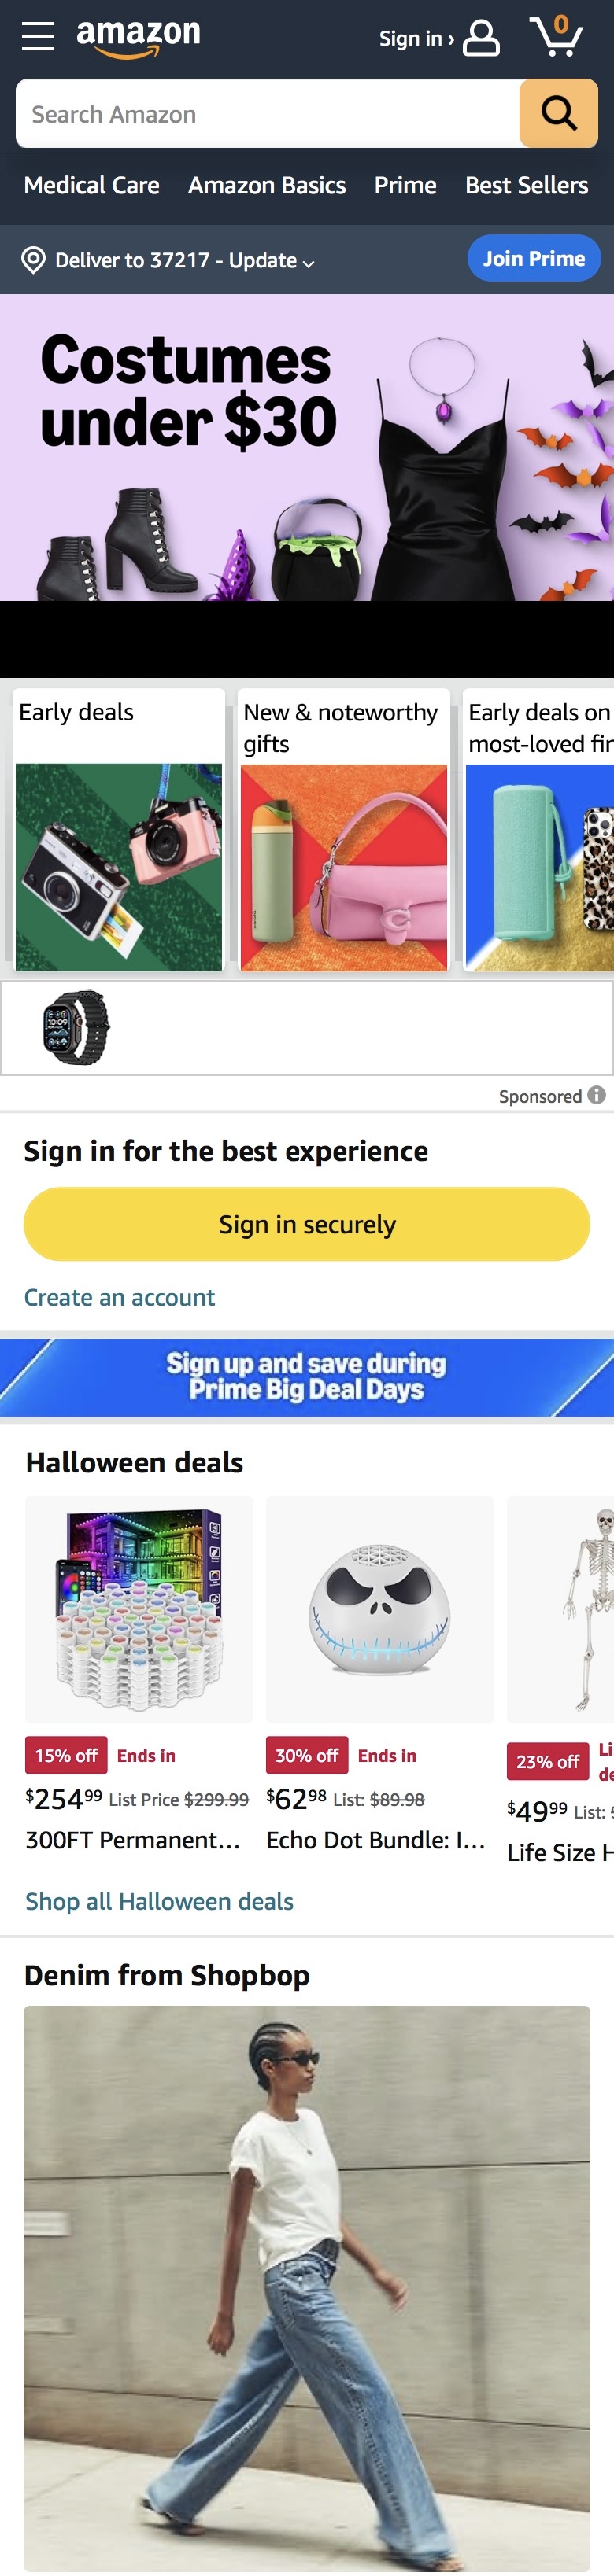 amazon
Sign in ›
0
Search Amazon
Medical Care
Amazon Basics
Prime
Best Sellers
Deliver to 37217 - Update
Join Prime
Costumes
under $30
Early deals
New & noteworthy
gifts
Early deals on
most-loved fin
10:09
Sponsored
Sign in for the best experience
Sign in securely
Create an account
Sign up and save during
Prime Big Deal Days
Halloween deals
15% off Ends in
$254.99 List Price $299.99
300FT Permanent...
30% off Ends in
$62.98 List: $89.98
Echo Dot Bundle: I...
23% off
Li
de
$49.99 List:
Life Size H
Shop all Halloween deals
Denim from Shopbop